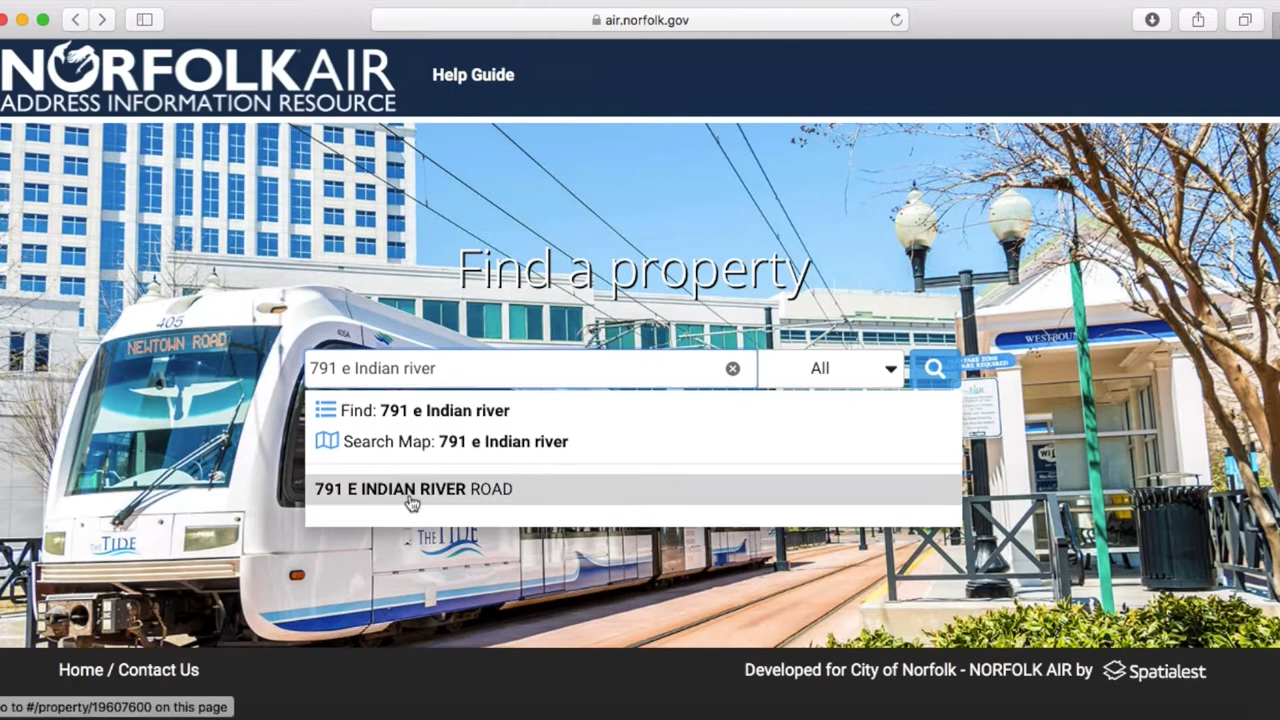 air.norfolk.gov
NORFOLKAIR
ADDRESS INFORMATION RESOURCE
Help Guide
Find a property
405
405A
NEWTOWN ROAD
WESTBOUND
791 e Indian river
All
Find: 791 e Indian river
Search Map: 791 e Indian river
791 E INDIAN RIVER ROAD
THE TIDE
THE TIDE
Home / Contact Us
Developed for City of Norfolk - NORFOLK AIR by Spatialest
o to #/property/19607600 on this page